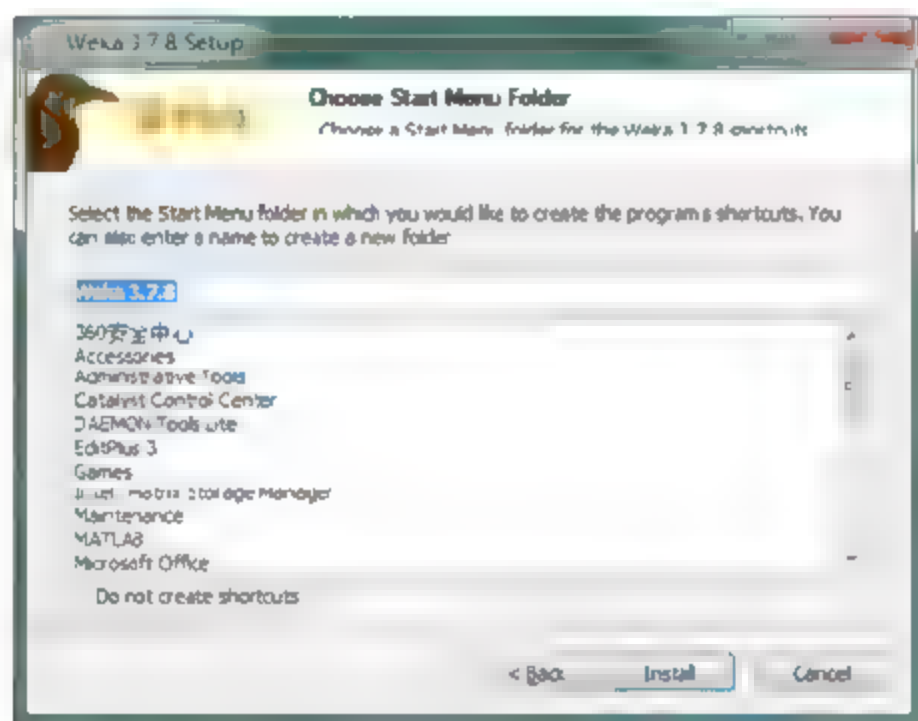 Weka 3.7.8 Setup
Choose Start Menu Folder
Choose a Start Menu folder for the Weka 3.7.8 shortcuts.
Select the Start Menu folder in which you would like to create the program's shortcuts. You
can also enter a name to create a new folder.
Weka 3.7.8
360安全中心
Accessories
Administrative Tools
Catalyst Control Center
DAEMON Tools Lite
EditPlus 3
Games
Intel® Matrix Storage Manager
Maintenance
MATLAB
Microsoft Office
Do not create shortcuts
< Back
Install
Cancel